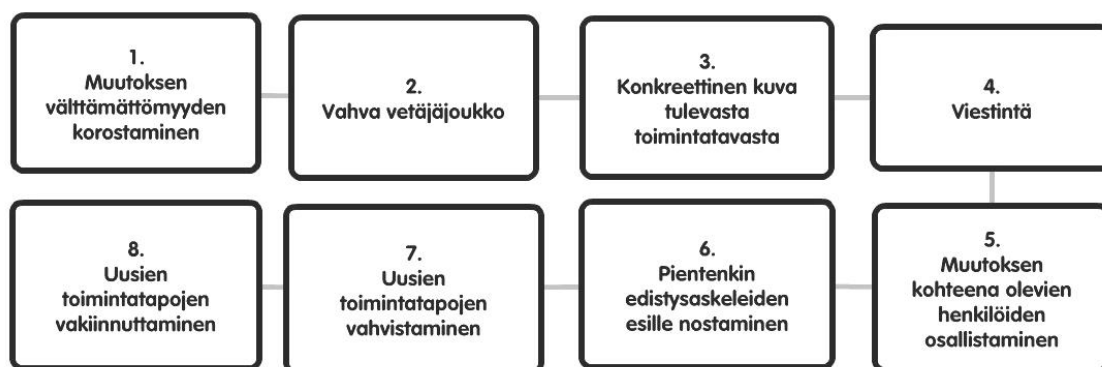 1.
Muutoksen
välttämättömyyden
korostaminen
2.
Vahva vetäjäjoukko
3.
Konkreettinen kuva
tulevasta
toimintatavasta
4.
Viestintä
5.
Muutoksen
kohteena olevien
henkilöiden
osallistaminen
6.
Pientenkin
edistysaskeleiden
esille nostaminen
7.
Uusien
toimintatapojen
vahvistaminen
8.
Uusien
toimintatapojen
vakiinnuttaminen